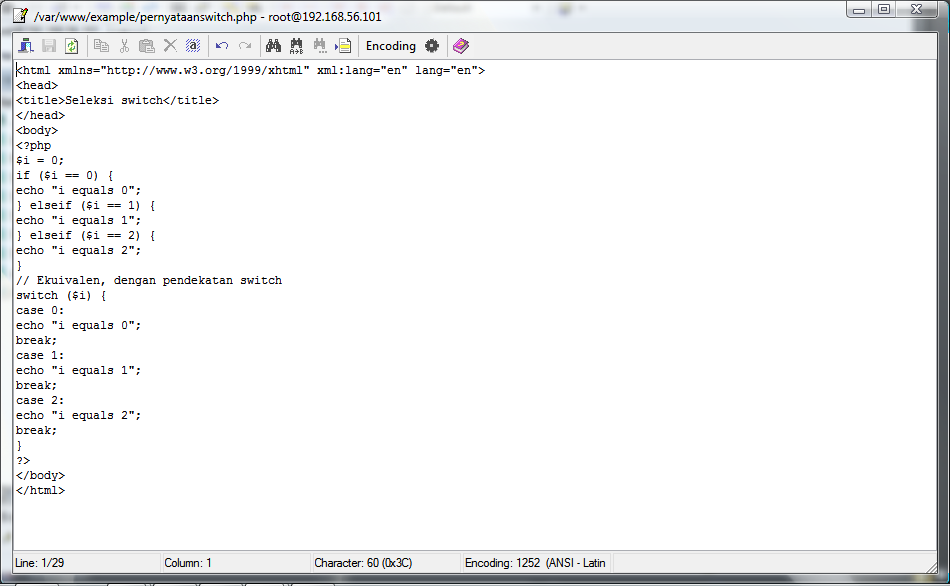 /var/www/example/pernyataanswitch.php - root@192.168.56.101
Encoding
<html xmlns="http://www.w3.org/1999/xhtml" xml:lang="en" lang="en">
<head>
<title>Seleksi switch</title>
</head>
<body>
<?php
$i = 0;
if ($i == 0) {
echo "i equals 0";
} elseif ($i == 1) {
echo "i equals 1";
} elseif ($i == 2) {
echo "i equals 2";
}
// Ekuivalen, dengan pendekatan switch
switch ($i) {
case 0:
echo "i equals 0";
break;
case 1:
echo "i equals 1";
break;
case 2:
echo "i equals 2";
break;
}
?>
</body>
</html>
Line: 1/29 Column: 1 Character: 60 (0x3C) Encoding: 1252 (ANSI - Latin